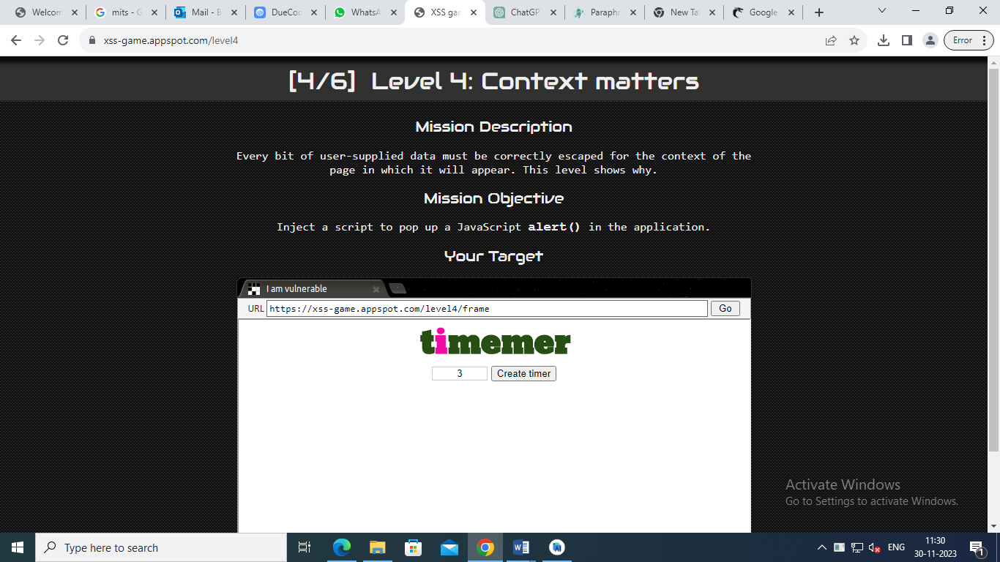 Welcom
mits - G
Mail - B
DueCod
WhatsA
XSS gam
ChatGP
Paraphr
New Tal
Google
xss-game.appspot.com/level4
Error
[4/6] Level 4: Context matters
Mission Description
Every bit of user-supplied data must be correctly escaped for the context of the
page in which it will appear. This level shows why.
Mission Objective
Inject a script to pop up a JavaScript alert() in the application.
Your Target
I am vulnerable
URL https://xss-game.appspot.com/level4/frame Go
timemer
3 Create timer
Activate Windows
Go to Settings to activate Windows.
Type here to search
ENG
11:30
30-11-2023
1